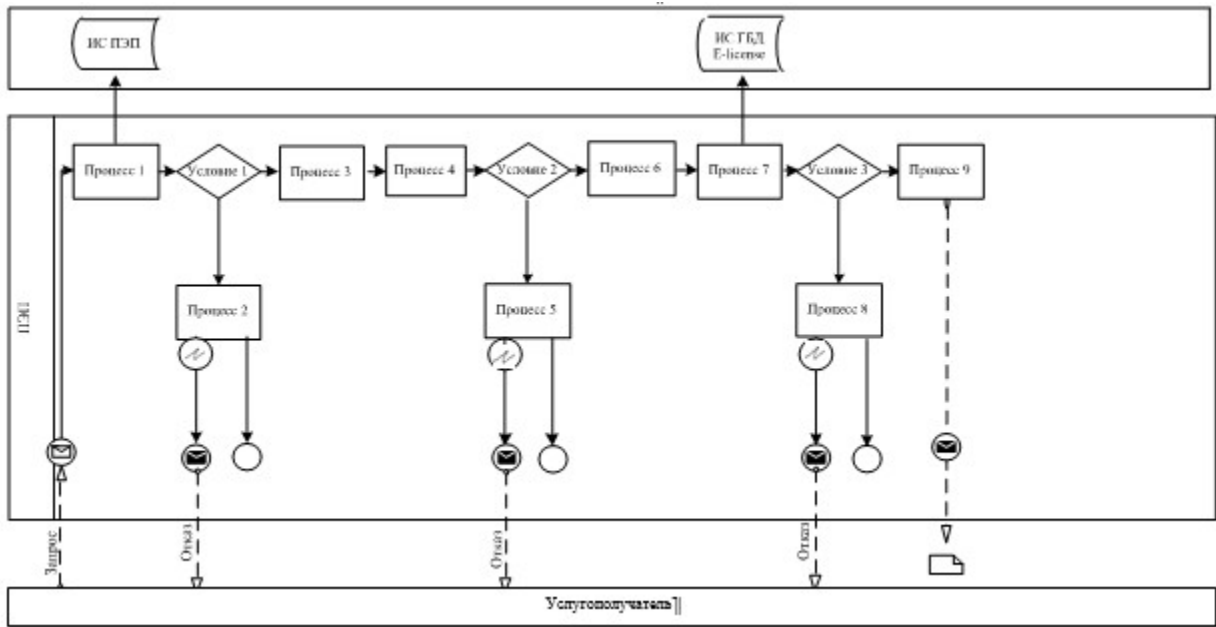 ИС ПЭП
ИС ГБД
E-license
Процесс 1
Условие 1
Процесс 3
Процесс 4
Условие 2
Процесс 6
Процесс 7
Условие 3
Процесс 9
ПЭП
Процесс 2
Процесс 5
Процесс 8
Запрос
Отказ
Отказ
Отказ
Услугополучатель